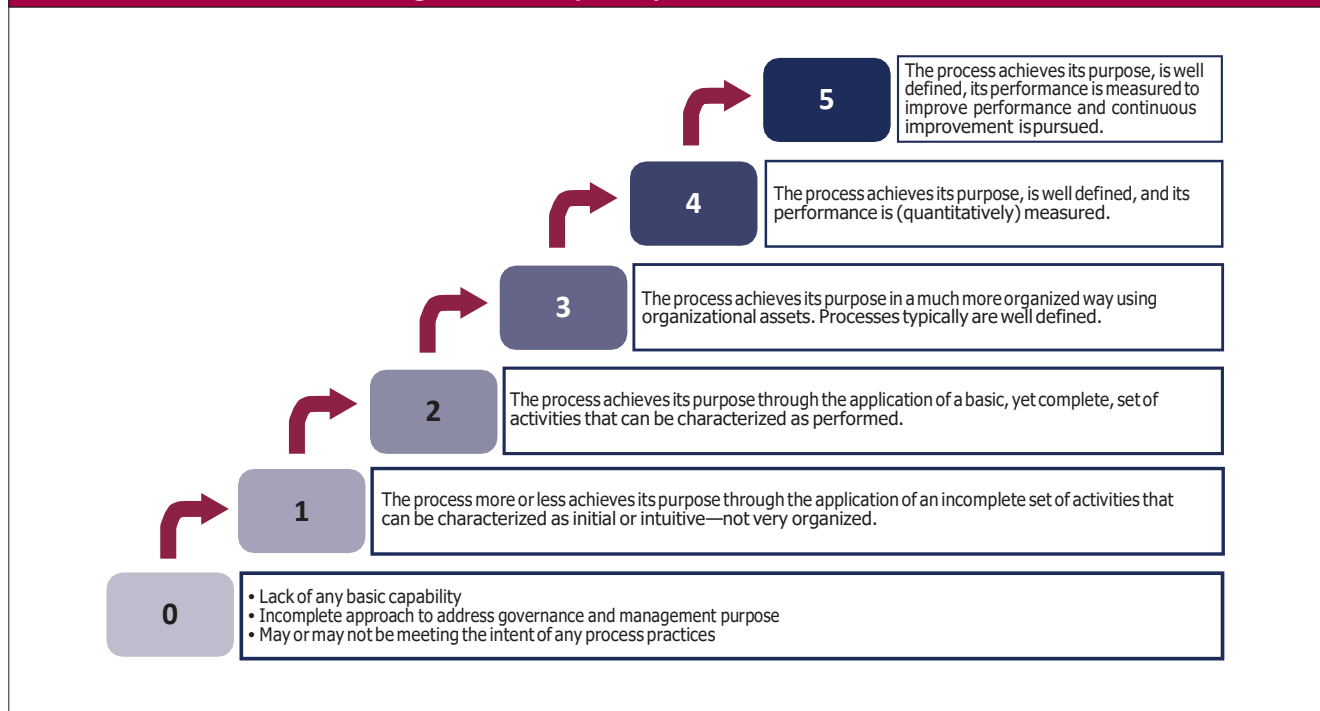 5
The process achieves its purpose, is well
defined, its performance is measured to
improve performance and continuous
improvement ispursued.
4
The process achieves its purpose, is well defined, and its
performance is (quantitatively) measured.
3
The process achieves its purpose in a much more organized way using
organizational assets. Processes typically are well defined.
2
The process achieves its purpose through the application of a basic, yet complete, set of
activities that can be characterized as performed.
1
The process more or less achieves its purpose through the application of an incomplete set of activities that
can be characterized as initial or intuitive—not very organized.
0
• Lack of any basic capability
• Incomplete approach to address governance and management purpose
• May or may not be meeting the intent of any process practices